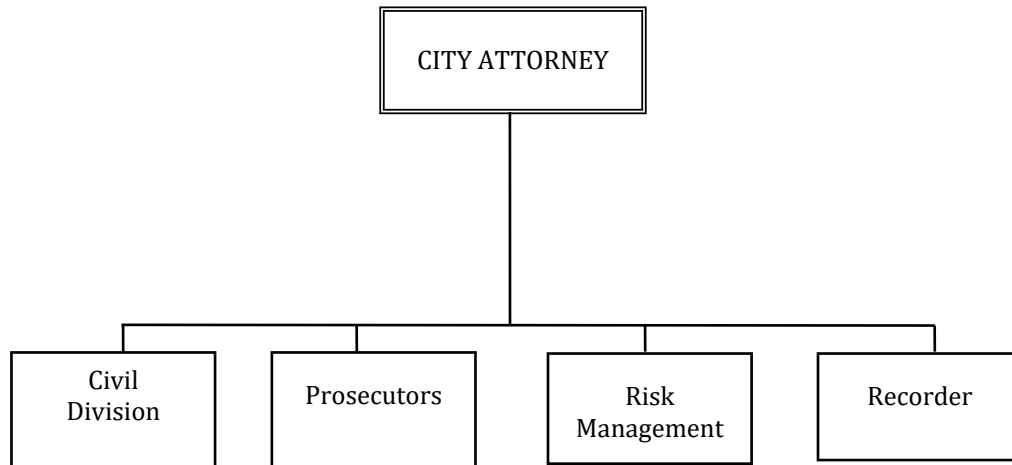 CITY ATTORNEY
Civil
Division
Prosecutors
Risk
Management
Recorder